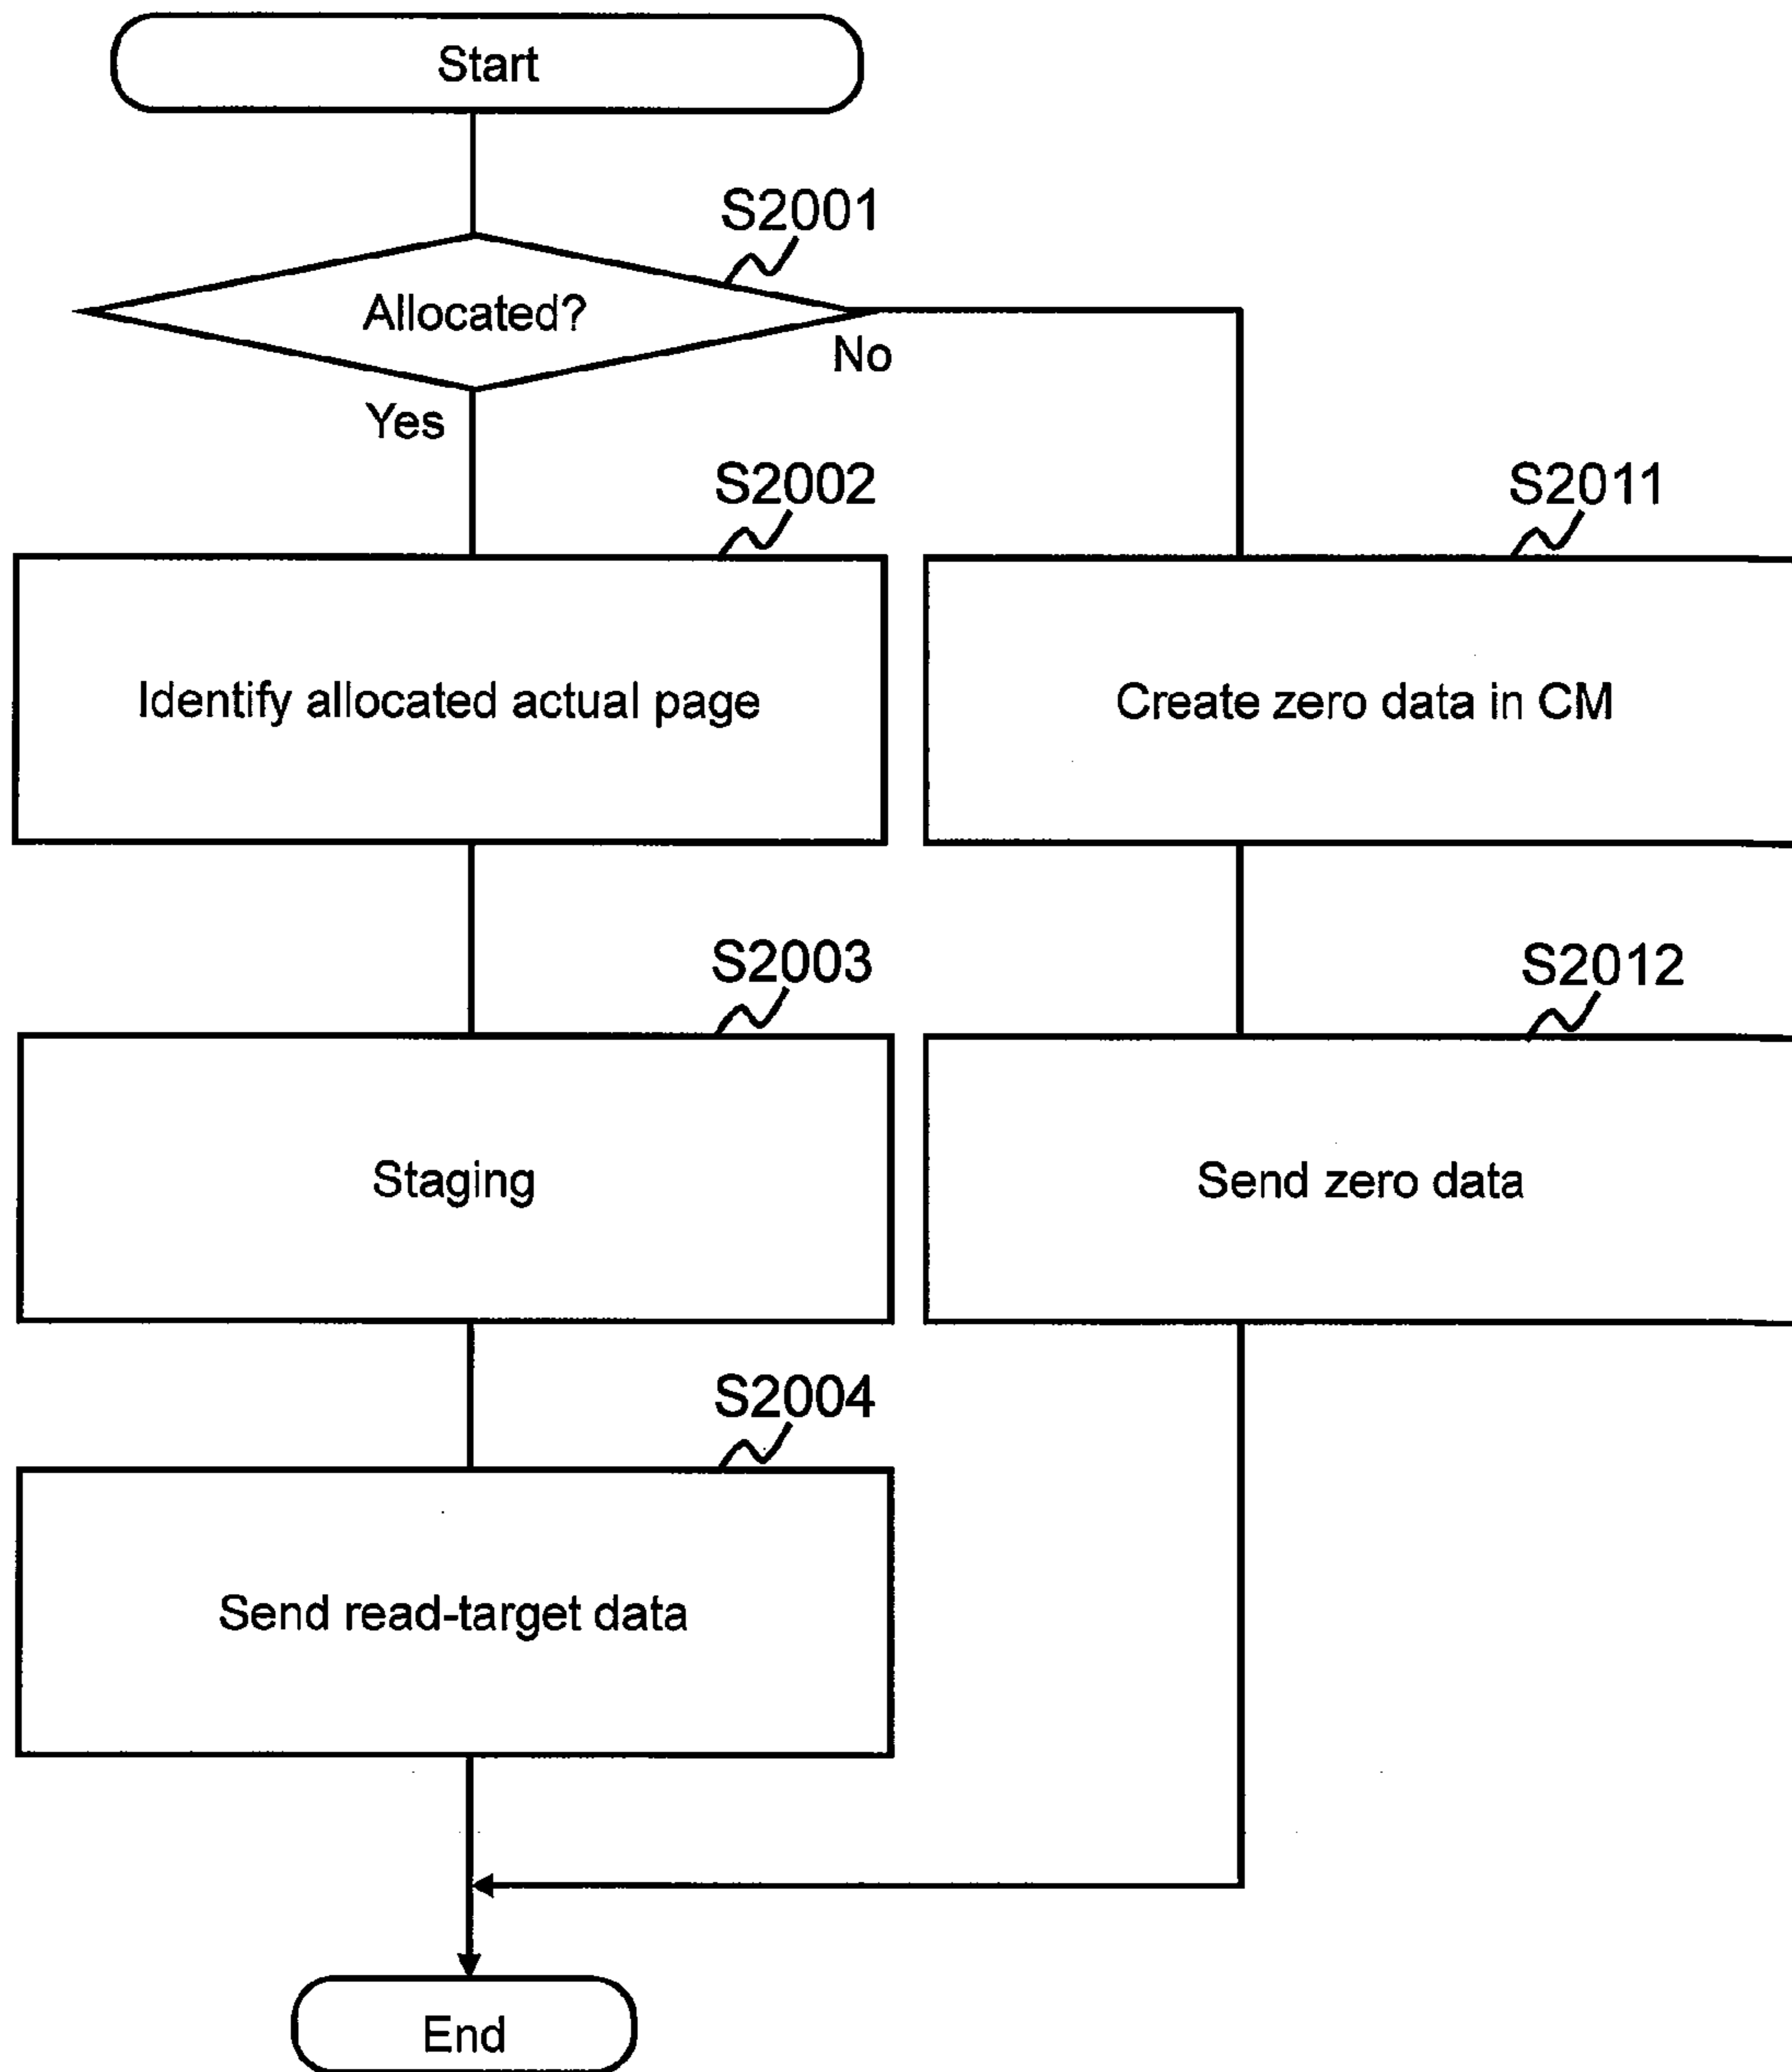 Start
S2001
Allocated?
No
Yes
S2002
S2011
Identify allocated actual page
Create zero data in CM
S2003
S2012
Staging
Send zero data
S2004
Send read-target data
End